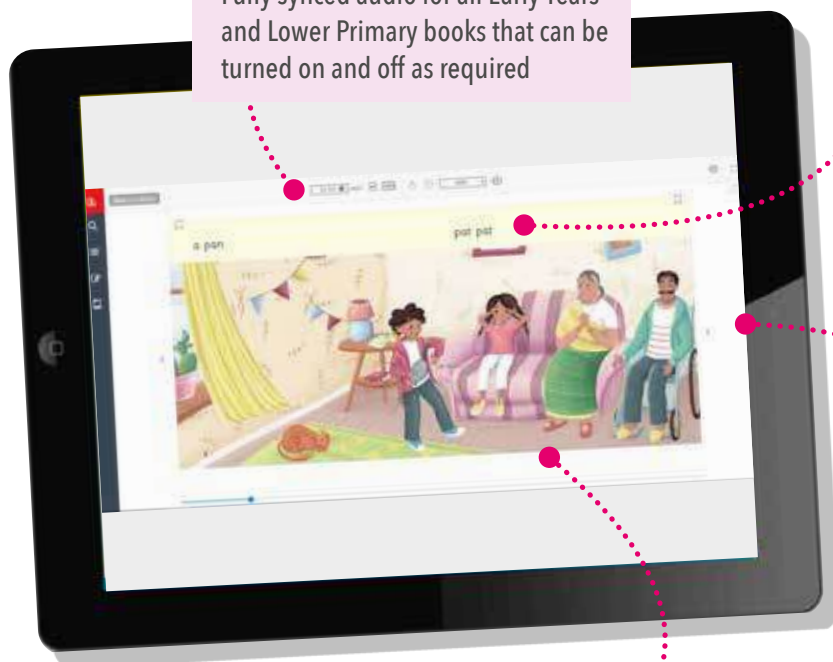 Fully synced audio for all Early Years
and Lower Primary books that can be
turned on and off as required
a pan
pat pat